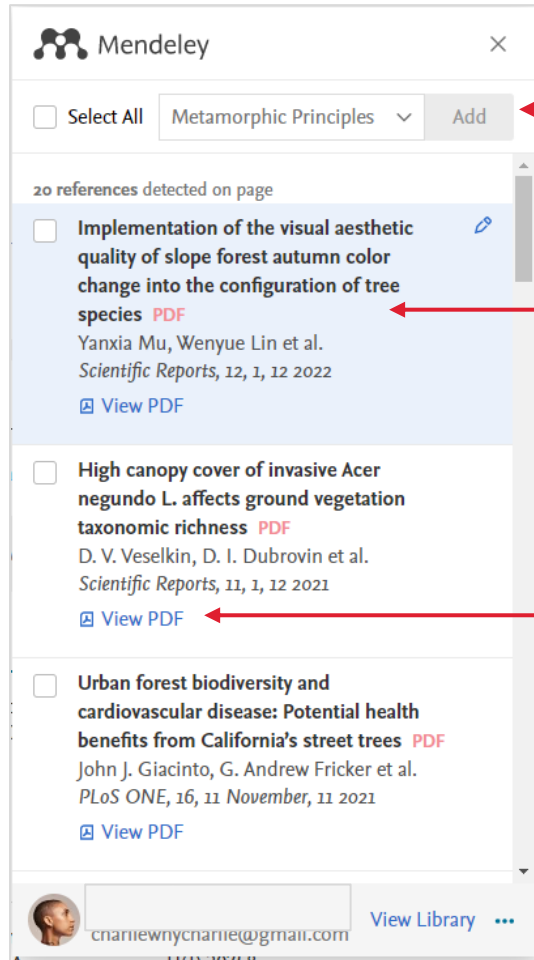 Mendeley
Select All Metamorphic Principles Add
20 references detected on page
Implementation of the visual aesthetic
quality of slope forest autumn color
change into the configuration of tree
species PDF
Yanxia Mu, Wenyue Lin et al.
Scientific Reports, 12, 1, 12 2022
View PDF
High canopy cover of invasive Acer
negundo L. affects ground vegetation
taxonomic richness PDF
D. V. Veselkin, D. I. Dubrovin et al.
Scientific Reports, 11, 1, 12 2021
View PDF
Urban forest biodiversity and
cardiovascular disease: Potential health
benefits from California's street trees PDF
John J. Giacinto, G. Andrew Fricker et al.
PLoS ONE, 16, 11 November, 11 2021
View PDF
View Library
charliewhycharlie@gmail.com